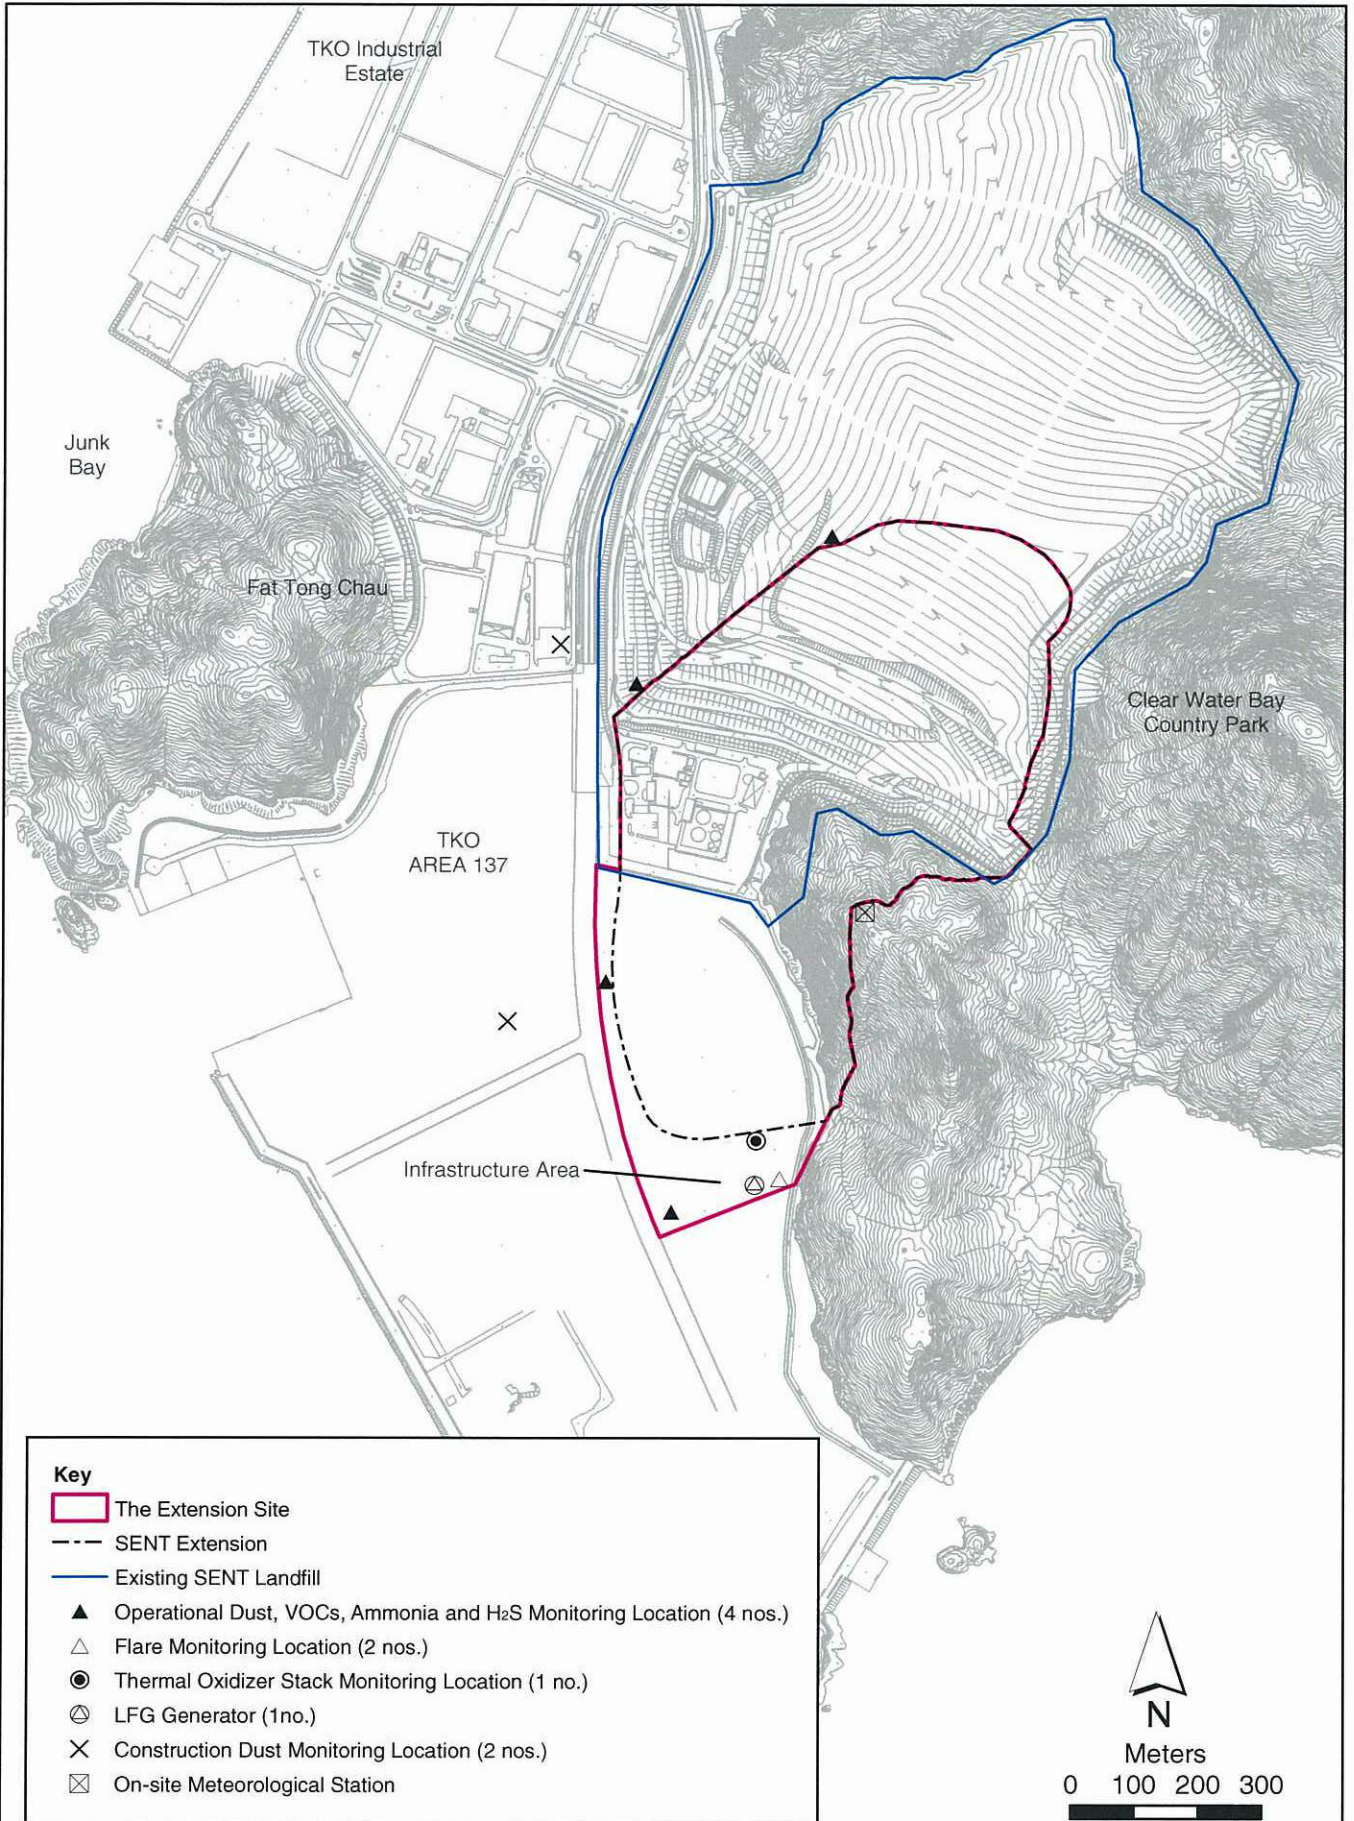 TKO Industrial
Estate
Junk
Bay
Fat Tong Chau
Clear Water Bay
Country Park
TKO
AREA 137
Infrastructure Area
Key
The Extension Site
SENT Extension
Existing SENT Landfill
Operational Dust, VOCs, Ammonia and H2S Monitoring Location (4 nos.)
Flare Monitoring Location (2 nos.)
Thermal Oxidizer Stack Monitoring Location (1 no.)
LFG Generator (1no.)
Construction Dust Monitoring Location (2 nos.)
On-site Meteorological Station
N
Meters
0 100 200 300